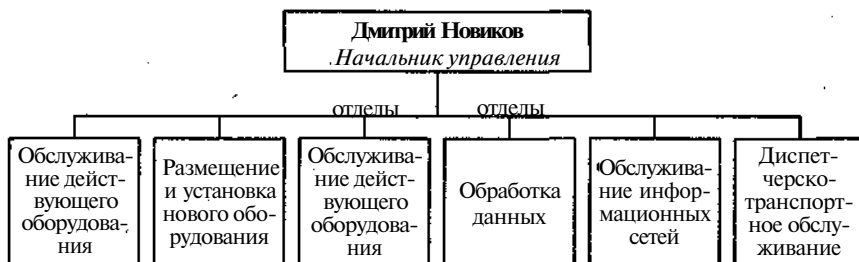 Дмитрий Новиков
Начальник управления
отделы отделы
Обслужива-
ние дейст-
вующего
оборудова-
ния
Размещение
и установка
нового обо-
рудования
Обслужива-
ние дейст-
вующего
оборудова-
ния
Обработка
данных
Обслужива-
ние инфор-
мационных
сетей
Диспет-
черско-
транспорт-
ное обслу-
живание